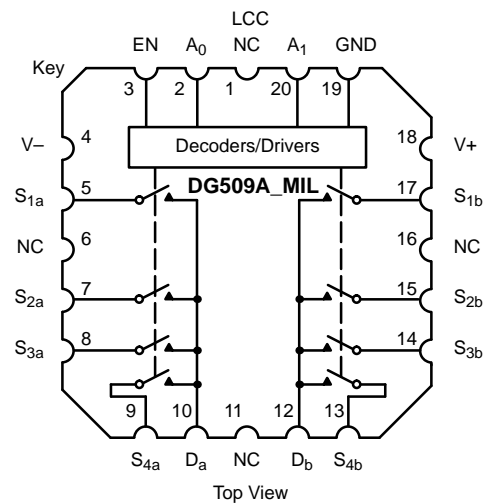 LCC
EN A0 NC A1 GND
Key
3 2 1 20 19
V– 4 Decoders/Drivers 18 V+
DG509A_MIL
S1a 5 17 S1b
NC 6 16 NC
S2a 7 15 S2b
S3a 8 14 S3b
9 10 11 12 13
S4a Da NC Db S4b
Top View